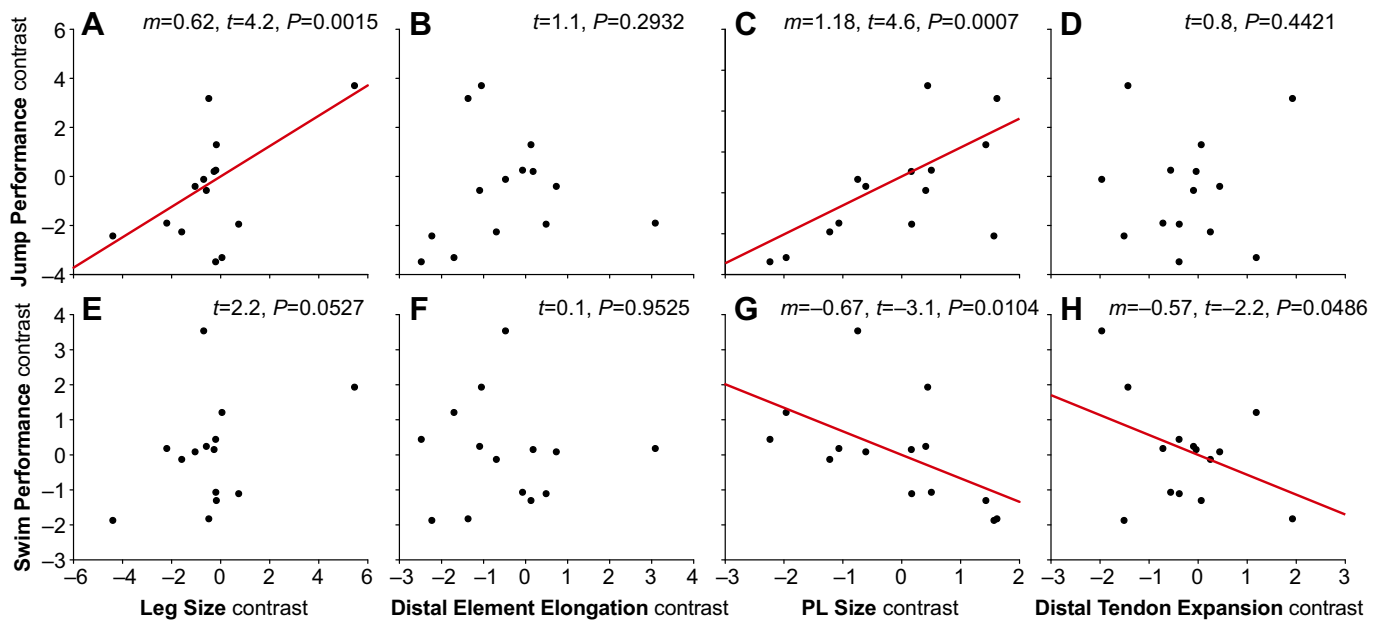 A
m=0.62, t=4.2, P=0.0015
B
t=1.1, P=0.2932
C
m=1.18, t=4.6, P=0.0007
D
t=0.8, P=0.4421
Jump Performance contrast
6
4
2
0
–2
–4
E
t=2.2, P=0.0527
F
t=0.1, P=0.9525
G
m=–0.67, t=–3.1, P=0.0104
H
m=–0.57, t=–2.2, P=0.0486
Swim Performance contrast
4
3
2
1
0
–1
–2
–3
–6 –4 –2 0 2 4 6
–3 –2 –1 0 1 2 3 4
–3 –2 –1 0 1 2
–3 –2 –1 0 1 2 3
Leg Size contrast
Distal Element Elongation contrast
PL Size contrast
Distal Tendon Expansion contrast